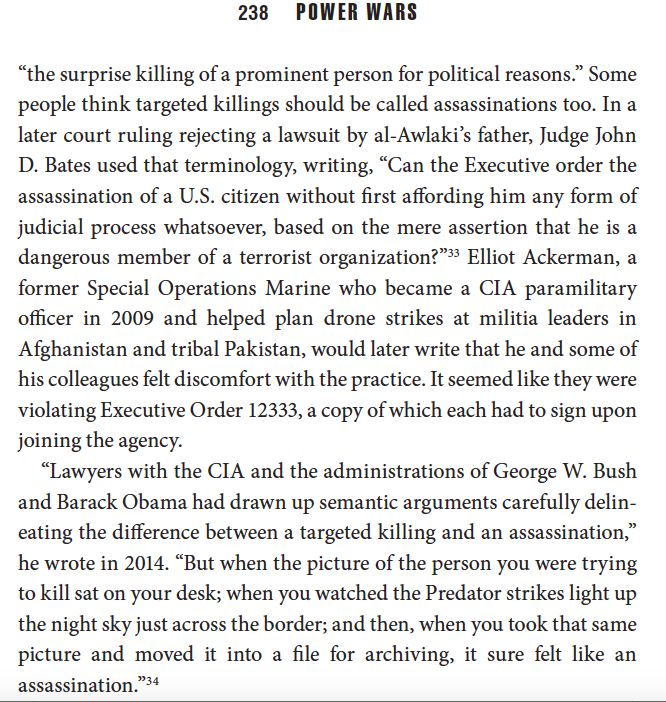 238 POWER WARS
“the surprise killing of a prominent person for political reasons.” Some
people think targeted killings should be called assassinations too. In a
later court ruling rejecting a lawsuit by al-Awlaki’s father, Judge John
D. Bates used that terminology, writing, “Can the Executive order the
assassination of a U.S. citizen without first affording him any form of
judicial process whatsoever, based on the mere assertion that he is a
dangerous member of a terrorist organization?”33 Elliot Ackerman, a
former Special Operations Marine who became a CIA paramilitary
officer in 2009 and helped plan drone strikes at militia leaders in
Afghanistan and tribal Pakistan, would later write that he and some of
his colleagues felt discomfort with the practice. It seemed like they were
violating Executive Order 12333, a copy of which each had to sign upon
joining the agency.
“Lawyers with the CIA and the administrations of George W. Bush
and Barack Obama had drawn up semantic arguments carefully delin-
eating the difference between a targeted killing and an assassination,”
he wrote in 2014. “But when the picture of the person you were trying
to kill sat on your desk; when you watched the Predator strikes light up
the night sky just across the border; and then, when you took that same
picture and moved it into a file for archiving, it sure felt like an
assassination.”34